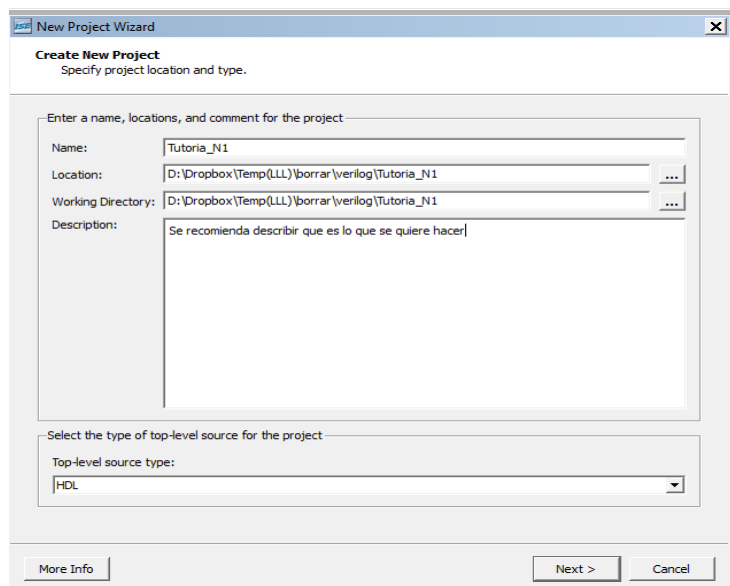 ISE New Project Wizard
Create New Project
Specify project location and type.
Enter a name, locations, and comment for the project
Name: Tutoria_N1
Location: D:\Dropbox\Temp(LLL)\borrar\verilog\Tutoria_N1 ...
Working Directory: D:\Dropbox\Temp(LLL)\borrar\verilog\Tutoria_N1 ...
Description: Se recomienda describir que es lo que se quiere hacer
Select the type of top-level source for the project
Top-level source type:
HDL
More Info Next > Cancel